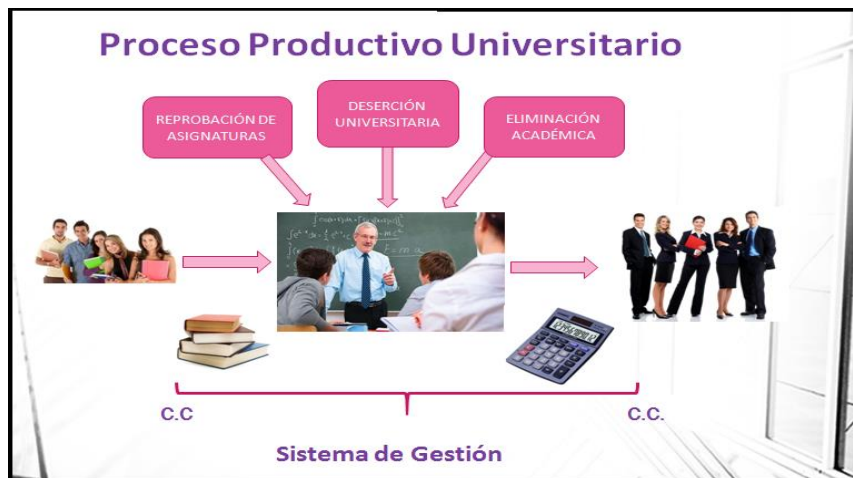 Proceso Productivo Universitario
REPROBACIÓN DE
ASIGNATURAS
DESERCIÓN
UNIVERSITARIA
ELIMINACIÓN
ACADÉMICA
C.C
C.C.
Sistema de Gestión